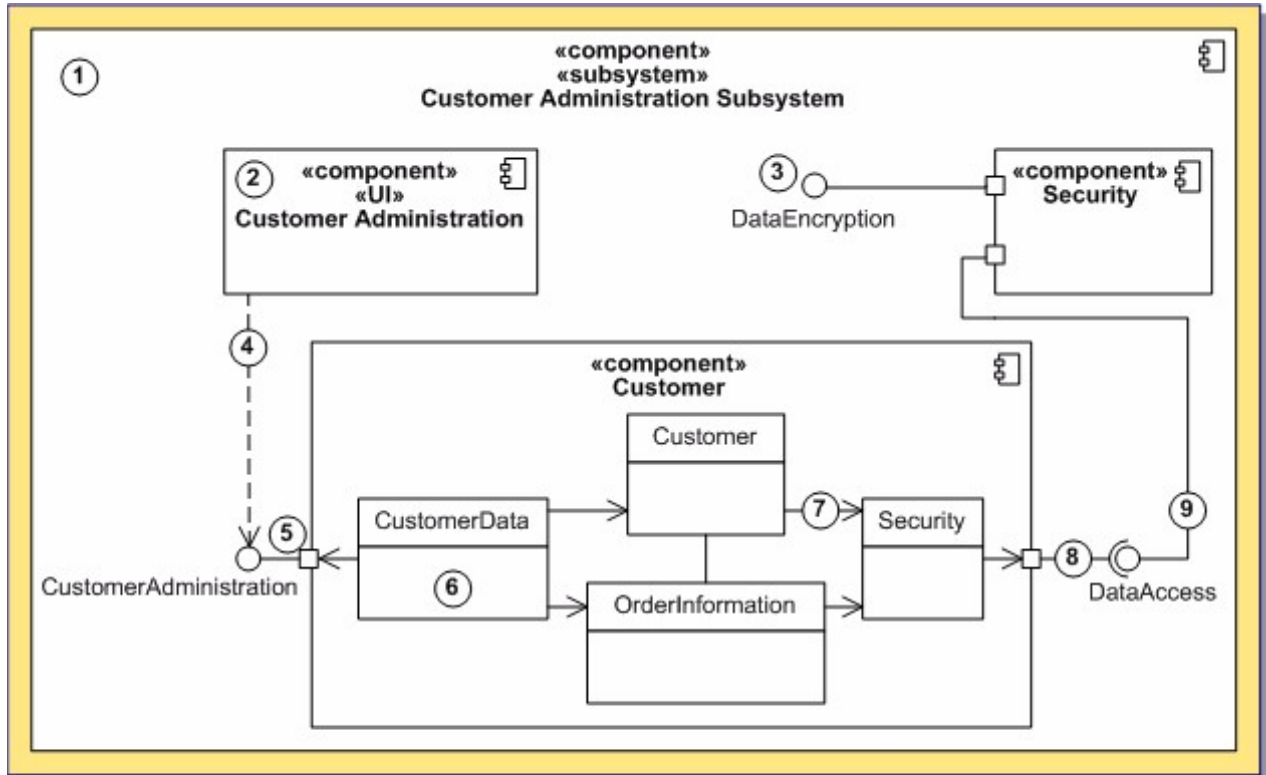 «component»
«subsystem»
Customer Administration Subsystem
1
2
«component»
«UI»
Customer Administration
3
DataEncryption
«component»
Security
4
«component»
Customer
Customer
5
CustomerData
7
Security
9
CustomerAdministration
6
8
DataAccess
OrderInformation